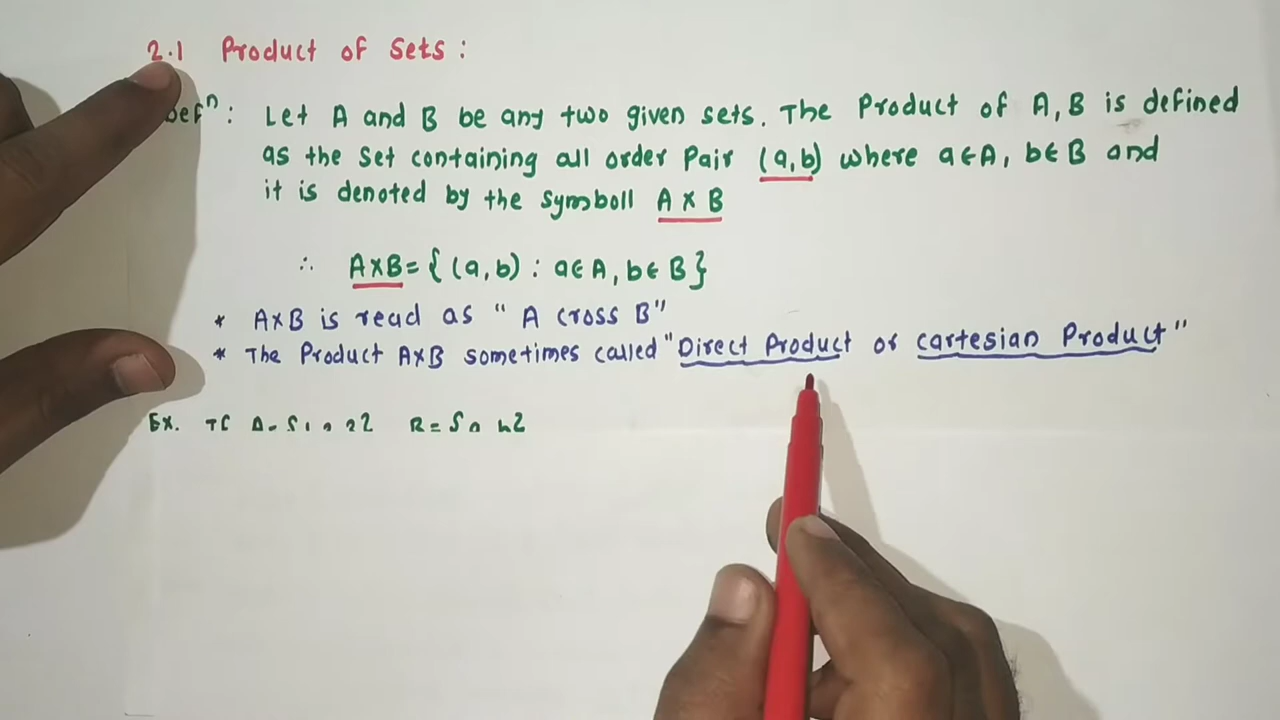 2.1 Product of Sets :
Defⁿ : Let A and B be any two given sets. The Product of A, B is defined
as the set containing all order Pair (a,b) where a∈A, b∈B and
it is denoted by the Symboll A × B
∴ A×B = {(a,b) : a∈A, b∈B}
* A×B is read as "A cross B"
* The Product A×B sometimes called "Direct Product or cartesian Product"
Ex.